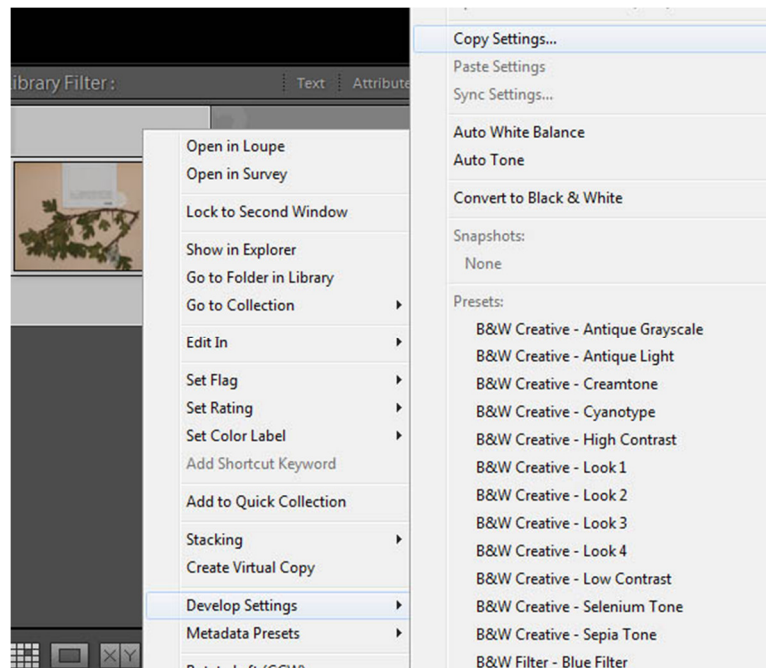 Library Filter :
Text
Attribute
Open in Loupe
Open in Survey
Lock to Second Window
Show in Explorer
Go to Folder in Library
Go to Collection
Edit In
Set Flag
Set Rating
Set Color Label
Add Shortcut Keyword
Add to Quick Collection
Stacking
Create Virtual Copy
Develop Settings
Metadata Presets
XY
Copy Settings...
Paste Settings
Sync Settings...
Auto White Balance
Auto Tone
Convert to Black & White
Snapshots:
None
Presets:
B&W Creative - Antique Grayscale
B&W Creative - Antique Light
B&W Creative - Creamtone
B&W Creative - Cyanotype
B&W Creative - High Contrast
B&W Creative - Look 1
B&W Creative - Look 2
B&W Creative - Look 3
B&W Creative - Look 4
B&W Creative - Low Contrast
B&W Creative - Selenium Tone
B&W Creative - Sepia Tone
B&W Filter - Blue Filter